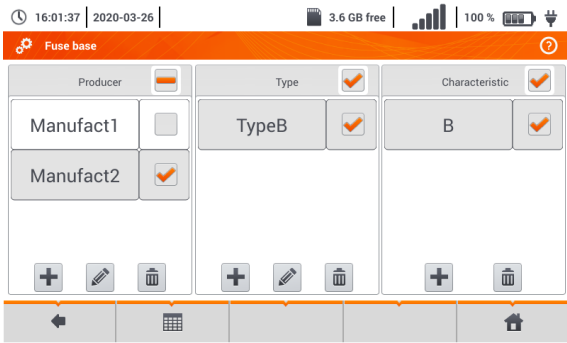 16:01:37 2020-03-26 3.6 GB free 100 %
Fuse base ?
Producer Type Characteristic
Manufact1 TypeB B
Manufact2